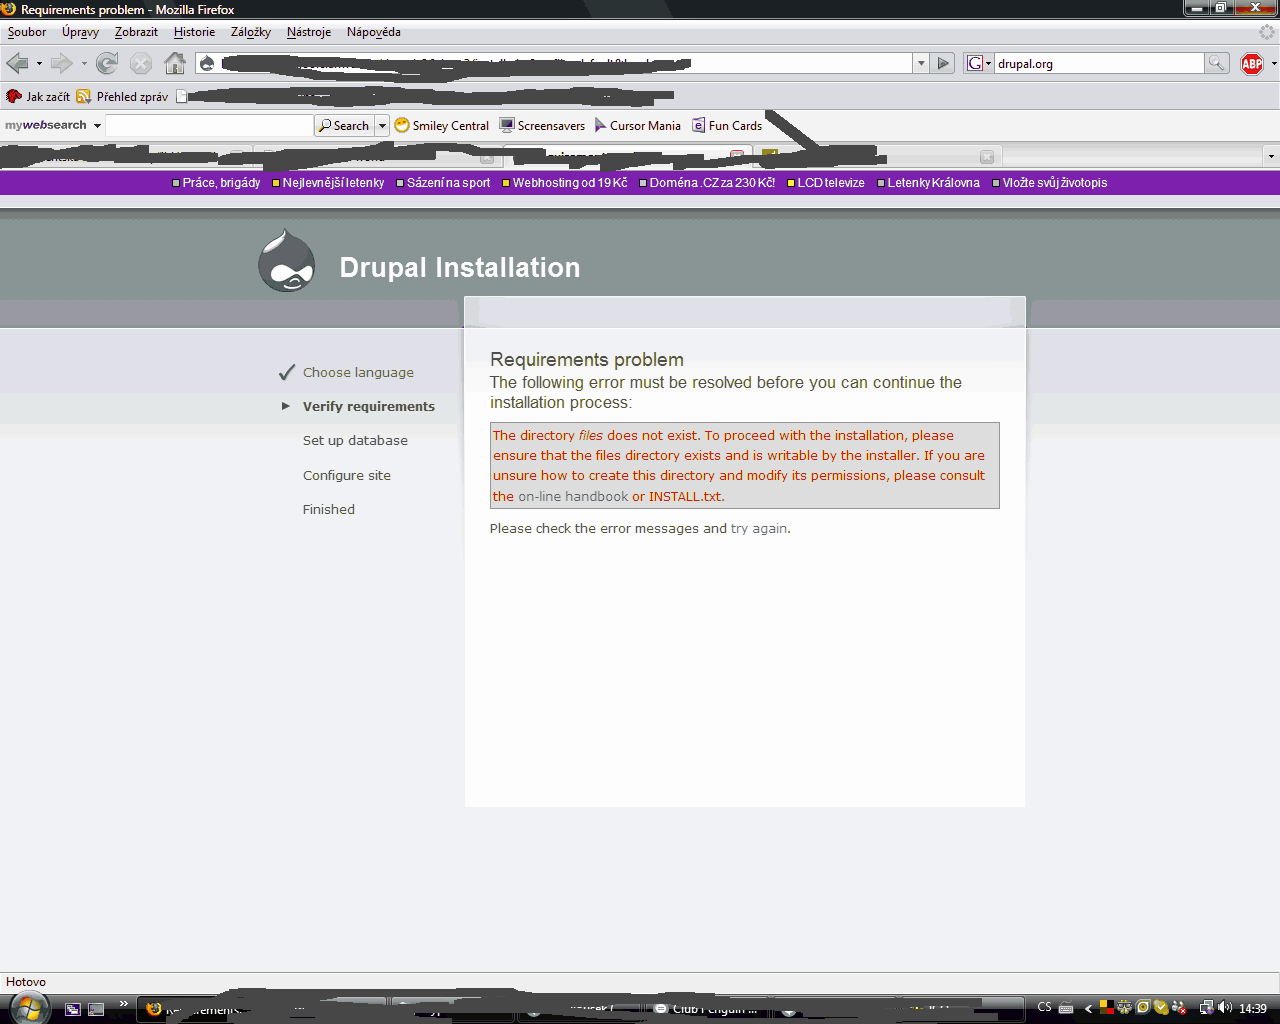 Requirements problem - Mozilla Firefox
Soubor Úpravy Zobrazit Historie Záložky Nástroje Nápověda
G drupal.org ABP
Jak začít Přehled zpráv
mywebsearch Search Smiley Central Screensavers Cursor Mania Fun Cards
Práce, brigády Nejlevnější letenky Sázení na sport Webhosting od 19 Kč Doména .CZ za 230 Kč! LCD televize Letenky Královna Vložte svůj životopis
Drupal Installation
Choose language
Verify requirements
Set up database
Configure site
Finished
Requirements problem
The following error must be resolved before you can continue the
installation process:
The directory files does not exist. To proceed with the installation, please
ensure that the files directory exists and is writable by the installer. If you are
unsure how to create this directory and modify its permissions, please consult
the on-line handbook or INSTALL.txt.
Please check the error messages and try again.
Hotovo
Club Penguin ... CS 14:39